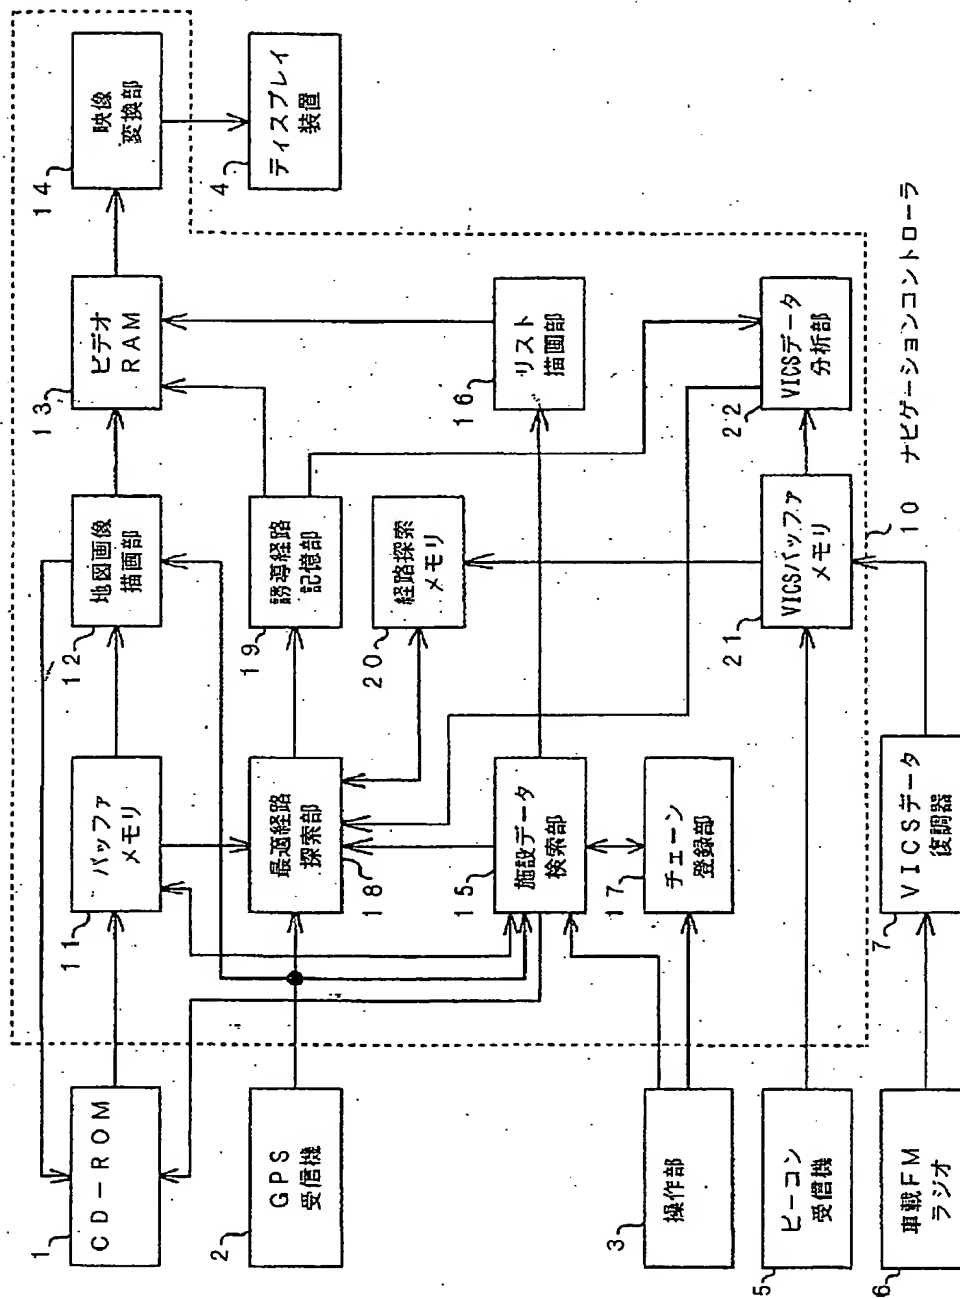 1
CD-ROM
2
GPS
受信機
3
操作部
5
ビーコン
受信機
6
車載FM
ラジオ
7
VICSデータ
復調器
11
バッファ
メモリ
18
最適経路
探索部
15
施設データ
検索部
17
チェーン
登録部
12
地図画像
描画部
19
誘導経路
記憶部
20
経路探索
メモリ
21
VICSバッファ
メモリ
13
ビデオ
RAM
16
リスト
描画部
22
VICSデータ
分析部
14
映像
変換部
4
ディスプレイ
装置
10 ナビゲーションコントローラ